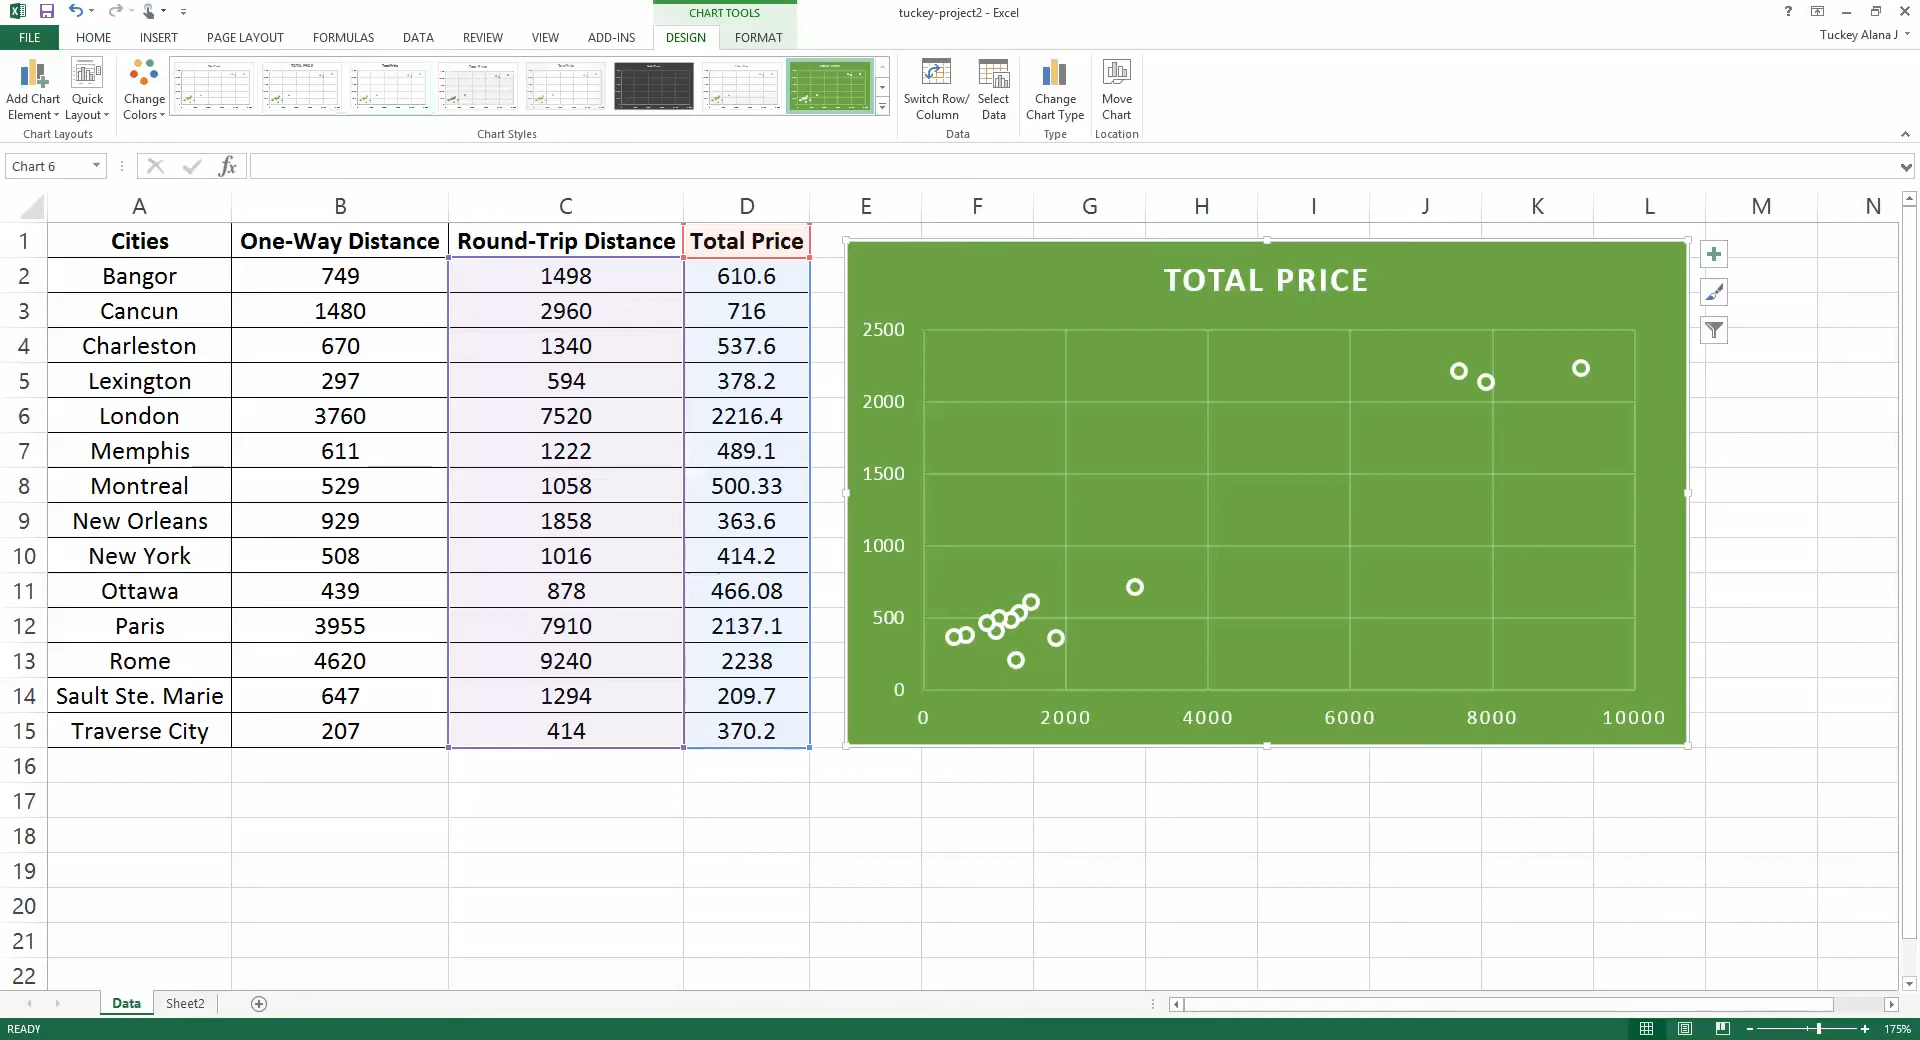 CHART TOOLS
tuckey-project2 - Excel
?
FILE HOME INSERT PAGE LAYOUT FORMULAS DATA REVIEW VIEW ADD-INS DESIGN FORMAT
Tuckey Alana J
Add Chart Element
Quick Layout
Change Colors
Switch Row/ Column
Select Data
Change Chart Type
Move Chart
Chart Layouts Chart Styles Data Type Location
Chart 6
fx
A B C D E F G H I J K L M N
1 Cities One-Way Distance Round-Trip Distance Total Price
2 Bangor 749 1498 610.6
3 Cancun 1480 2960 716
4 Charleston 670 1340 537.6
5 Lexington 297 594 378.2
6 London 3760 7520 2216.4
7 Memphis 611 1222 489.1
8 Montreal 529 1058 500.33
9 New Orleans 929 1858 363.6
10 New York 508 1016 414.2
11 Ottawa 439 878 466.08
12 Paris 3955 7910 2137.1
13 Rome 4620 9240 2238
14 Sault Ste. Marie 647 1294 209.7
15 Traverse City 207 414 370.2
16
17
18
19
20
21
22
TOTAL PRICE
2500
2000
1500
1000
500
0
0 2000 4000 6000 8000 10000
Data Sheet2
READY
175%